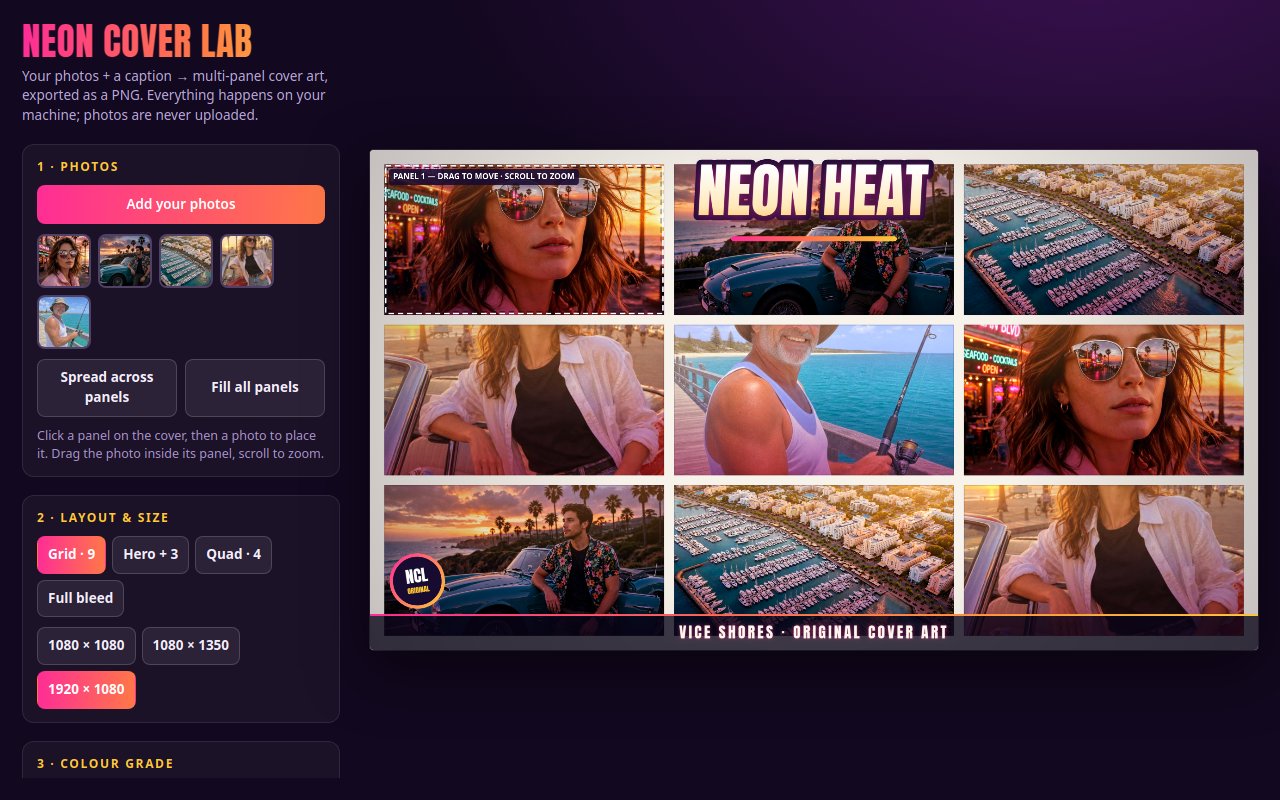 NEON COVER LAB
Your photos + a caption → multi-panel cover art,
exported as a PNG. Everything happens on your
machine; photos are never uploaded.
1 · PHOTOS
Add your photos
Spread across
panels
Fill all panels
Click a panel on the cover, then a photo to place
it. Drag the photo inside its panel, scroll to zoom.
2 · LAYOUT & SIZE
Grid · 9
Hero + 3
Quad · 4
Full bleed
1080 × 1080
1080 × 1350
1920 × 1080
3 · COLOUR GRADE
PANEL 1 — DRAG TO MOVE · SCROLL TO ZOOM
SEAFOOD · COCKTAILS
OPEN
NEON HEAT
BLVD
SEAFOOD · COCKTAILS
OPEN
NCL
ORIGINAL
VICE SHORES · ORIGINAL COVER ART